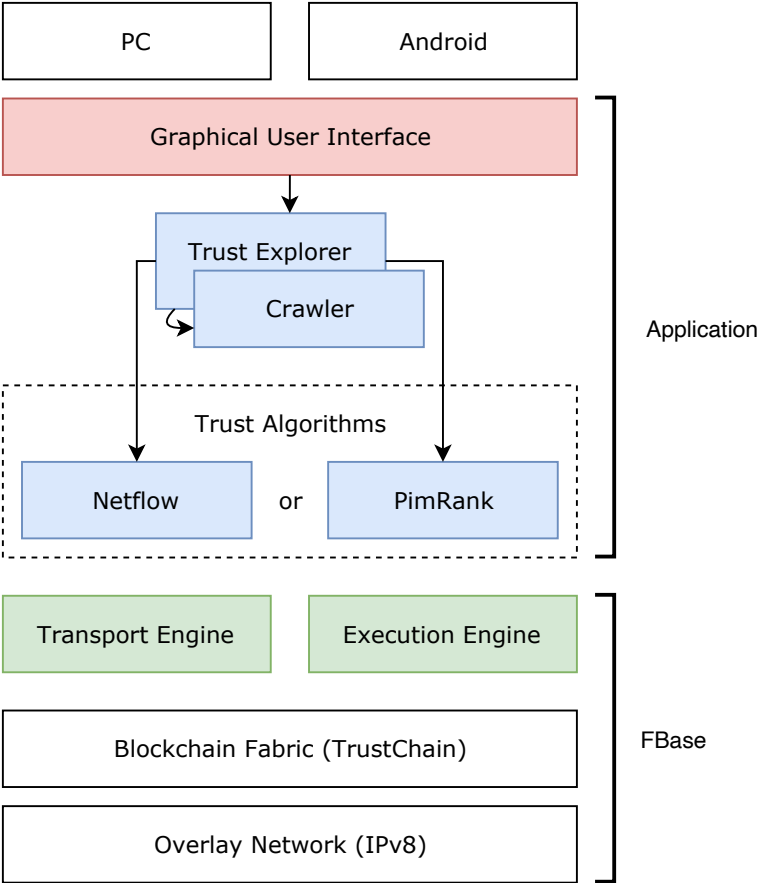 PC
Android
Graphical User Interface
Trust Explorer
Crawler
Application
Trust Algorithms
Netflow
or
PimRank
Transport Engine
Execution Engine
Blockchain Fabric (TrustChain)
FBase
Overlay Network (IPv8)